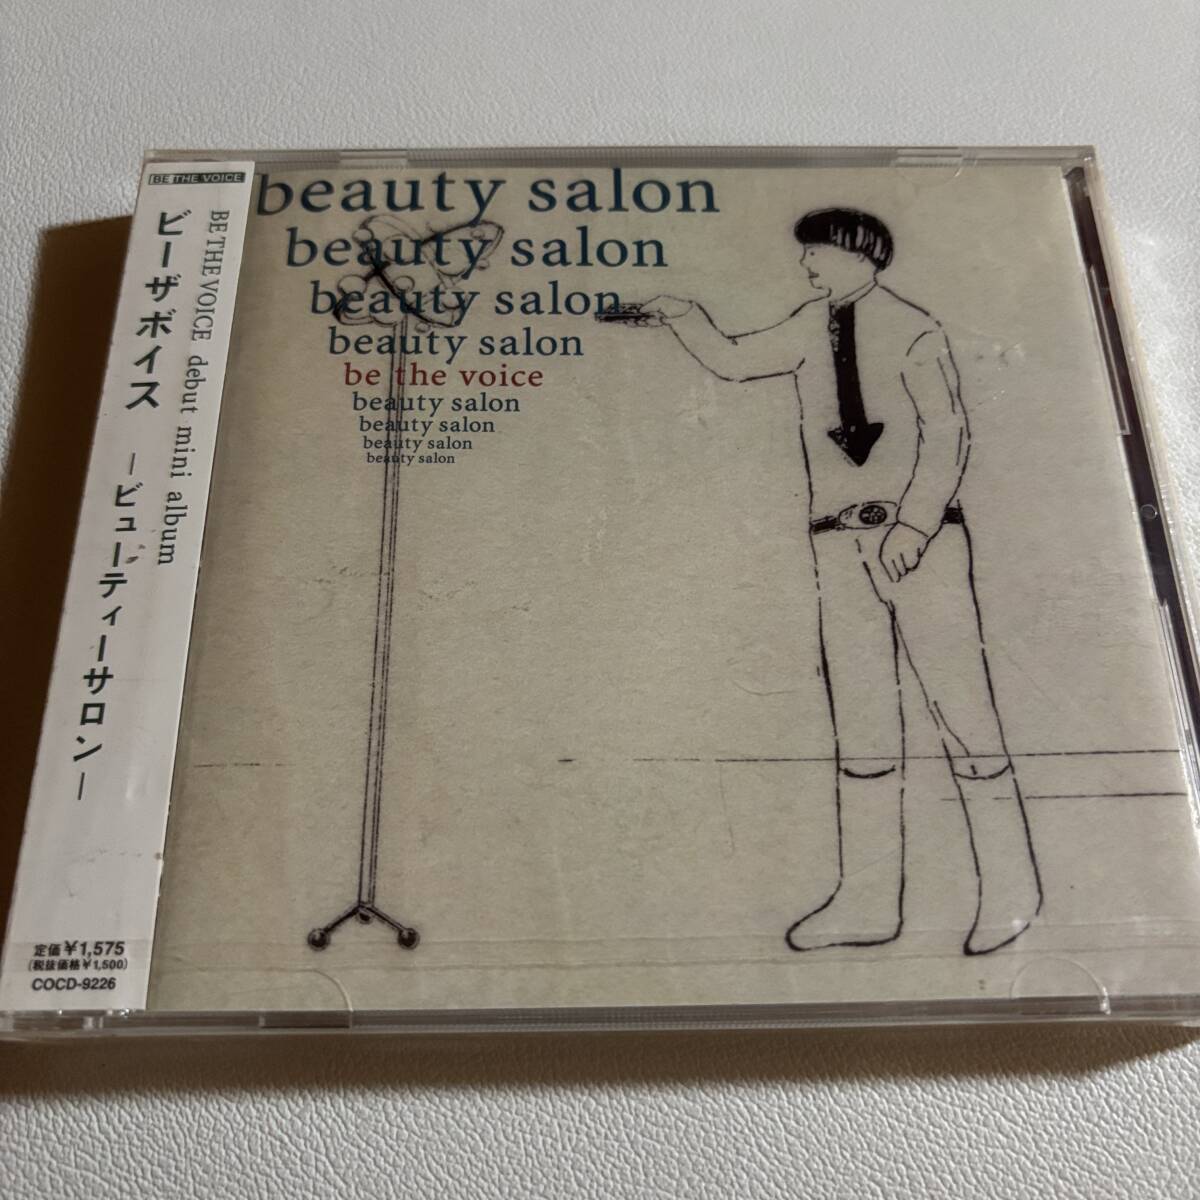 BE THE VOICE
BE THE VOICE debut mini album
ビーザボイス −ビューティーサロン−
定価¥1,575
(税抜価格¥1,500)
COCD-9226
beauty salon
beauty salon
beauty salon
beauty salon
be the voice
beauty salon
beauty salon
beauty salon
beauty salon